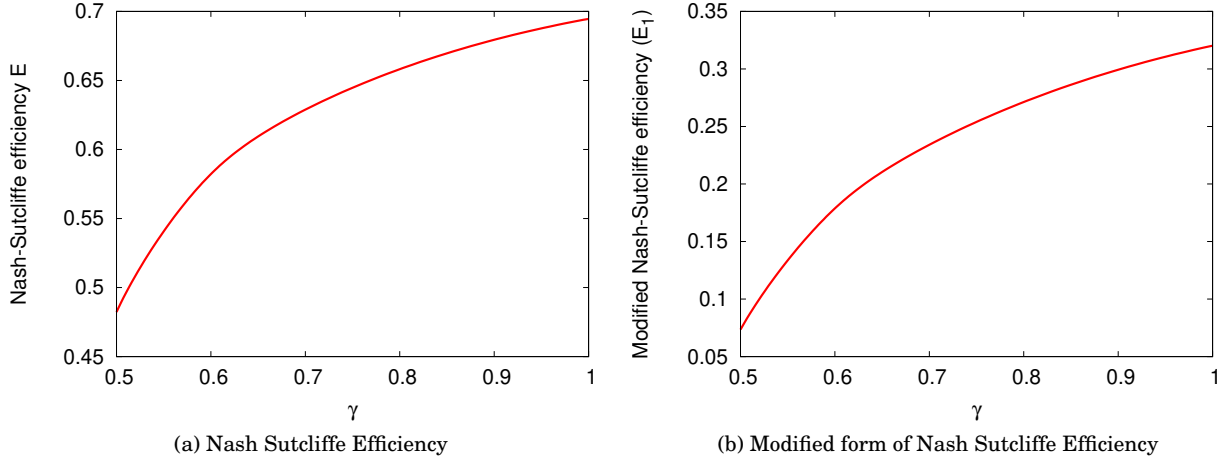 0.7
0.65
0.6
0.55
0.5
0.45
Nash-Sutcliffe efficiency E
0.5 0.6 0.7 0.8 0.9 1
γ
(a) Nash Sutcliffe Efficiency
0.35
0.3
0.25
0.2
0.15
0.1
0.05
Modified Nash-Sutcliffe efficiency (E1)
0.5 0.6 0.7 0.8 0.9 1
γ
(b) Modified form of Nash Sutcliffe Efficiency